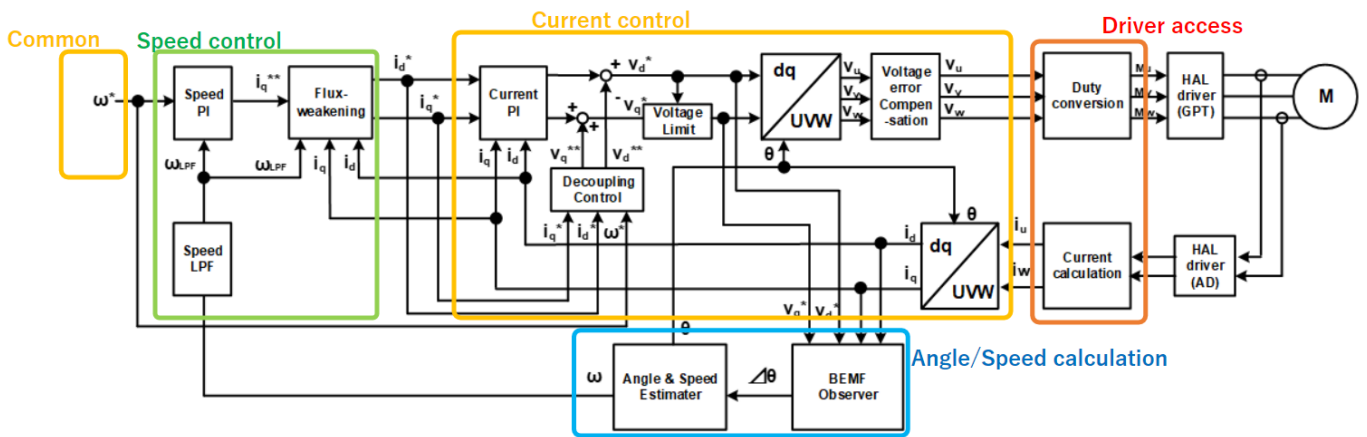 Current control
Common
Speed control
Driver access
ω*
Speed
PI
iq**
Flux-
weakening
id*
iq*
Current
PI
+
vd*
-
+
+
vq*
Voltage
Limit
dq
UVW
Vu
Vv
Vw
Voltage
error
Compen
-sation
Vu
Vv
Vw
Duty
conversion
Mu
Mv
Mw
HAL
driver
(GPT)
M
ωLPF
ωLPF
iq
id
iq
id
vq**
vd**
θ
Decoupling
Control
θ
iq*
id*
ω*
Speed
LPF
id
iq
dq
UVW
iu
iw
Current
calculation
HAL
driver
(AD)
vq*
vd*
θ
ω
Angle & Speed
Estimater
⊿θ
BEMF
Observer
Angle/Speed calculation